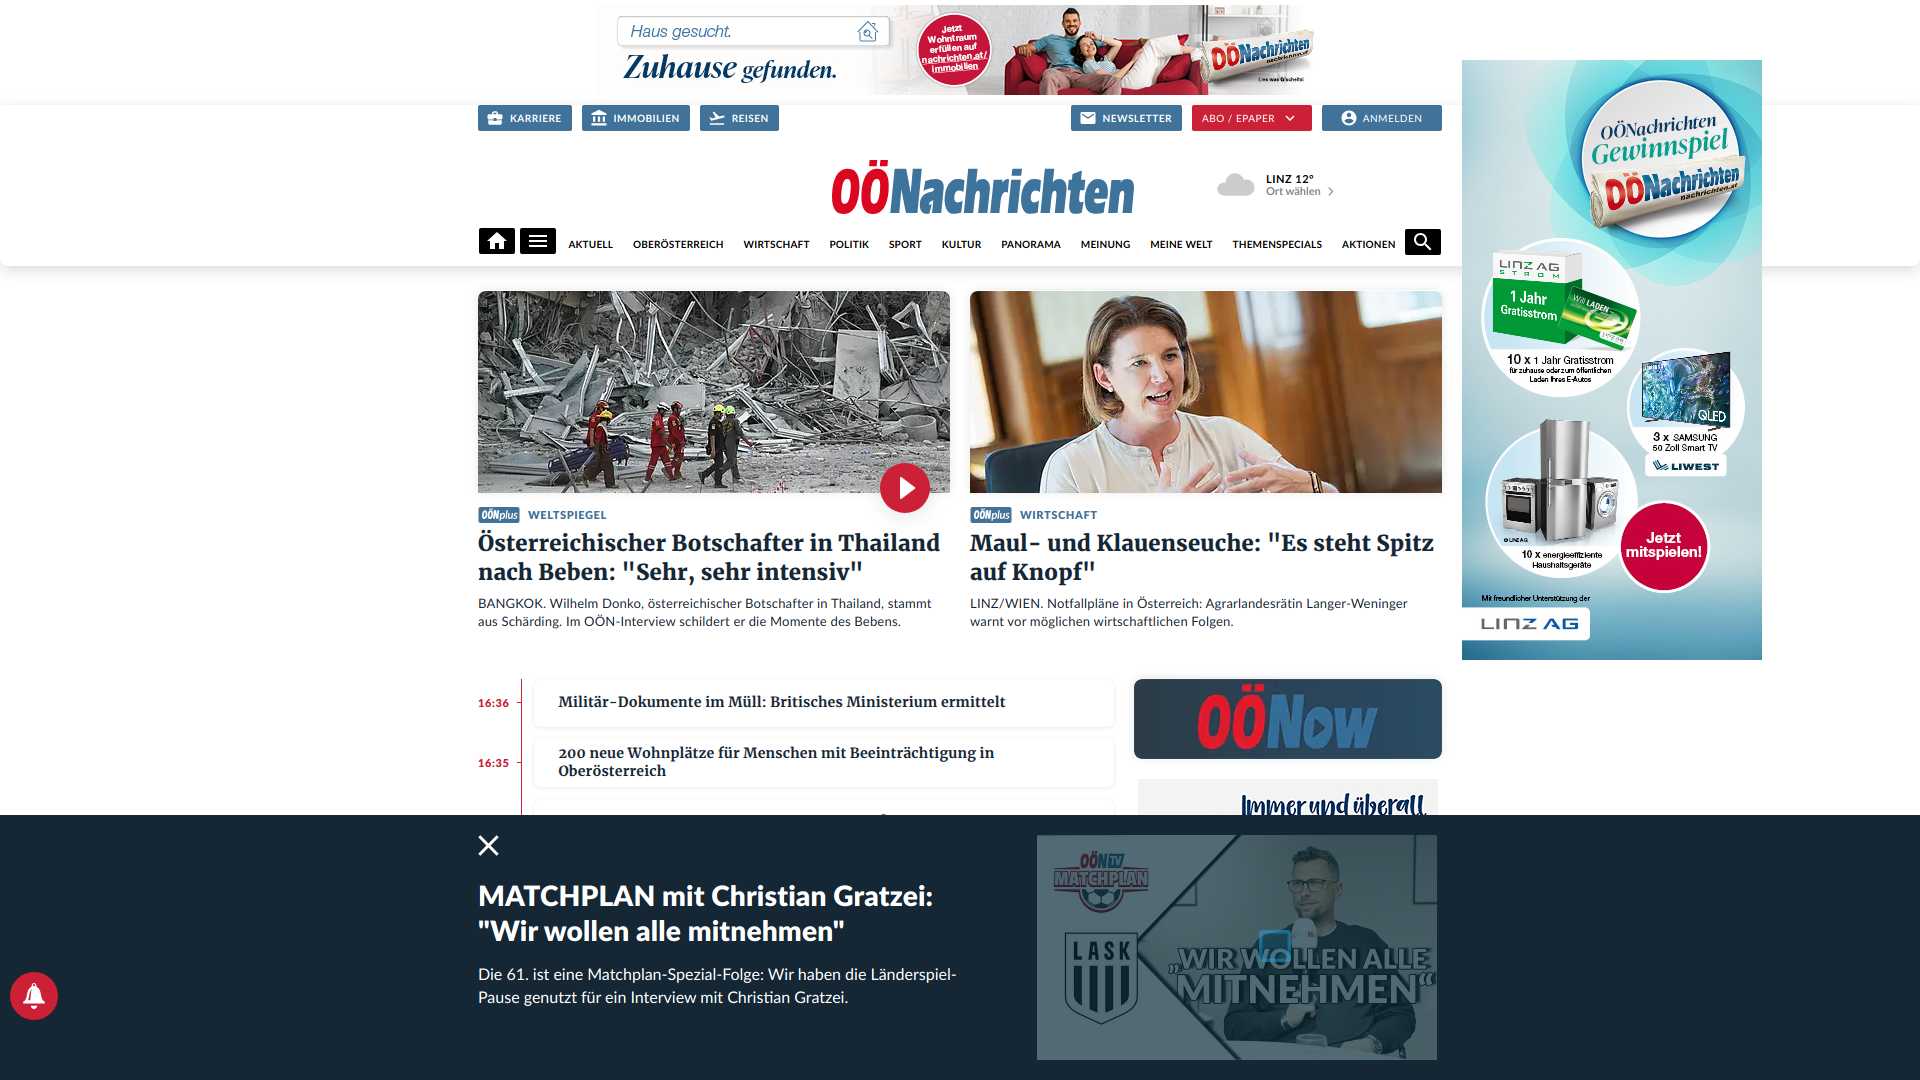 Haus gesucht.
Zuhause gefunden.
Jetzt
Wohntraum
erfüllen auf
nachrichten.at/
immobilien
OÖNachrichten
Lies was G'scheits!
KARRIERE
IMMOBILIEN
REISEN
NEWSLETTER
ABO / EPAPER
ANMELDEN
OÖNachrichten
LINZ 12°
Ort wählen
AKTUELL
OBERÖSTERREICH
WIRTSCHAFT
POLITIK
SPORT
KULTUR
PANORAMA
MEINUNG
MEINE WELT
THEMENSPECIALS
AKTIONEN
OÖNplus WELTSPIEGEL
Österreichischer Botschafter in Thailand
nach Beben: "Sehr, sehr intensiv"
BANGKOK. Wilhelm Donko, österreichischer Botschafter in Thailand, stammt
aus Schärding. Im OÖN-Interview schildert er die Momente des Bebens.
OÖNplus WIRTSCHAFT
Maul- und Klauenseuche: "Es steht Spitz
auf Knopf"
LINZ/WIEN. Notfallpläne in Österreich: Agrarlandesrätin Langer-Weninger
warnt vor möglichen wirtschaftlichen Folgen.
OÖNachrichten
Gewinnspiel
OÖNachrichten
nachrichten.at
LINZ AG
STROM
1 Jahr
Gratisstrom
Will LADEN
10 x 1 Jahr Gratisstrom
für zuhause oder zum öffentlichen
Laden Ihres E-Autos
QLED
3 x SAMSUNG
50 Zoll Smart TV
LIWEST
© LINZ AG
10 x energieeffiziente
Haushaltsgeräte
Jetzt
mitspielen!
Mit freundlicher Unterstützung der
LINZ AG
16:36
Militär-Dokumente im Müll: Britisches Ministerium ermittelt
16:35
200 neue Wohnplätze für Menschen mit Beeinträchtigung in
Oberösterreich
OÖNow
Immer und überall
MATCHPLAN mit Christian Gratzei:
"Wir wollen alle mitnehmen"
Die 61. ist eine Matchplan-Spezial-Folge: Wir haben die Länderspiel-
Pause genutzt für ein Interview mit Christian Gratzei.
OÖN TV
MATCHPLAN
LASK
„WIR WOLLEN ALLE
MITNEHMEN“